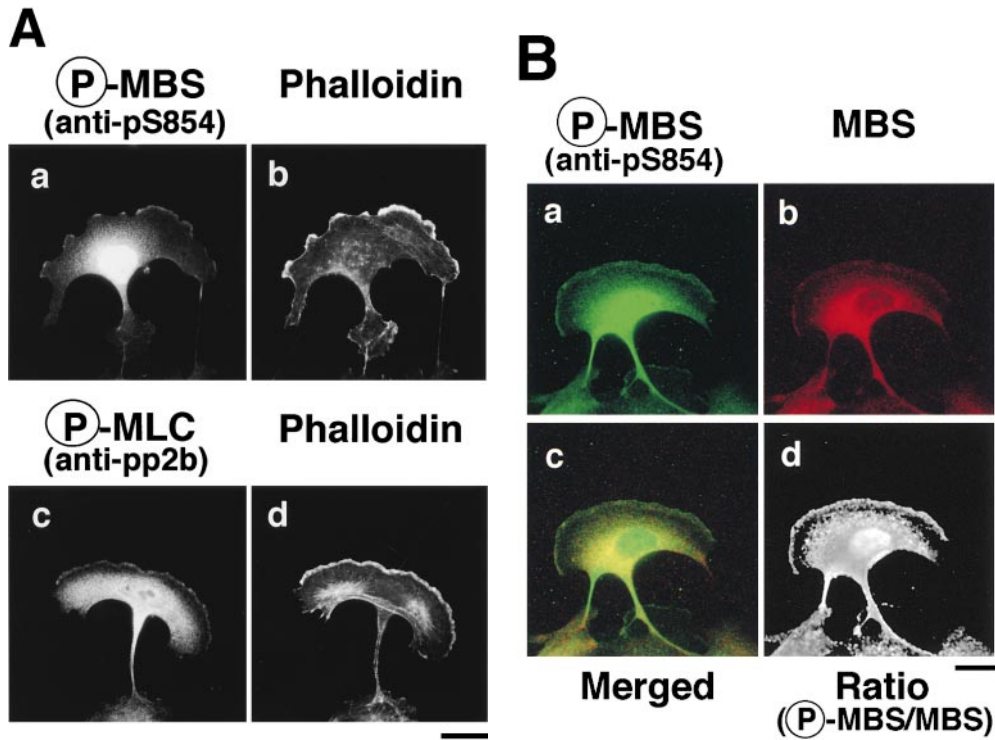 A
P-MBS
(anti-pS854)
Phalloidin
a
b
P-MLC
(anti-pp2b)
Phalloidin
c
d
B
P-MBS
(anti-pS854)
MBS
a
b
c
d
Merged
Ratio
(P-MBS/MBS)